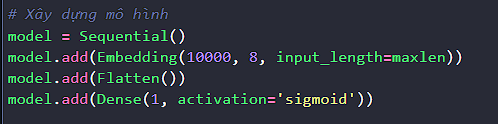 # Xây dựng mô hình
model = Sequential()
model.add(Embedding(10000, 8, input_length=maxlen))
model.add(Flatten())
model.add(Dense(1, activation='sigmoid'))